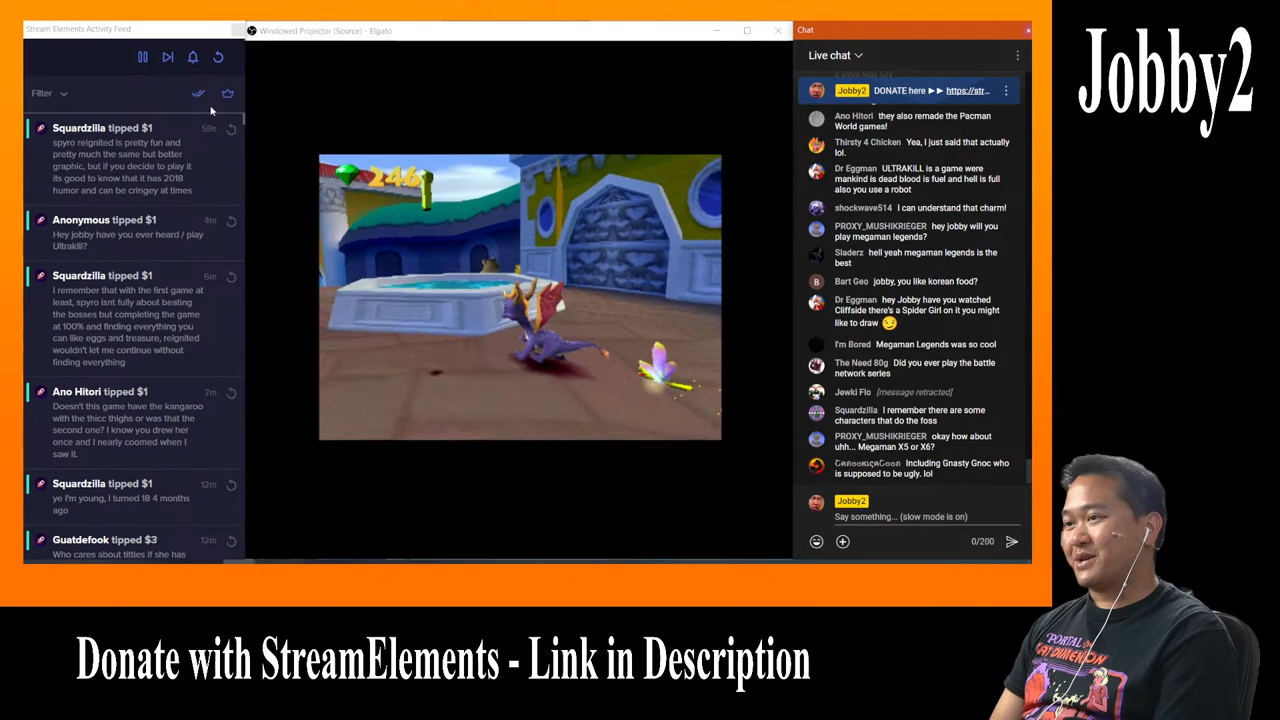 Stream Elements Activity Feed
Filter
Squardzilla tipped $1
59s
spyro reignited is pretty fun and
pretty much the same but better
graphic, but if you decide to play it
its good to know that it has 2018
humor and can be cringey at times
Anonymous tipped $1
4m
Hey jobby have you ever heard / play
Ultrakill?
Squardzilla tipped $1
6m
I remember that with the first game at
least, spyro isnt fully about beating
the bosses but completing the game
at 100% and finding everything you
can like eggs and treasure, reignited
wouldn't let me continue without
finding everything
Ano Hitori tipped $1
7m
Doesn't this game have the kangaroo
with the thicc thighs or was that the
second one? I know you drew her
once and I nearly coomed when I
saw it.
Squardzilla tipped $1
12m
ye I'm young, I turned 18 4 months
ago
Guatdefook tipped $3
12m
Who cares about titties if she has
Windowed Projector (Source) - Elgato
246
Chat
Live chat
Jobby2 DONATE here ►► https://str...
Ano Hitori they also remade the Pacman
World games!
Thirsty 4 Chicken Yea, I just said that actually
lol.
Dr Eggman ULTRAKILL is a game were
mankind is dead blood is fuel and hell is full
also you use a robot
shockwave514 I can understand that charm!
PROXY_MUSHIKRIEGER hey jobby will you
play megaman legends?
Sladerz hell yeah megaman legends is the
best
B Bart Geo jobby, you like korean food?
Dr Eggman hey Jobby have you watched
Cliffside there's a Spider Girl on it you might
like to draw
I'm Bored Megaman Legends was so cool
The Need 80g Did you ever play the battle
network series
Jewki Flo [message retracted]
Squardzilla I remember there are some
characters that do the foss
PROXY_MUSHIKRIEGER okay how about
uhh... Megaman X5 or X6?
Including Gnasty Gnoc who
is supposed to be ugly. lol
Jobby2
Say something... (slow mode is on)
0/200
Jobby2
PORTAL
Donate with StreamElements - Link in Description